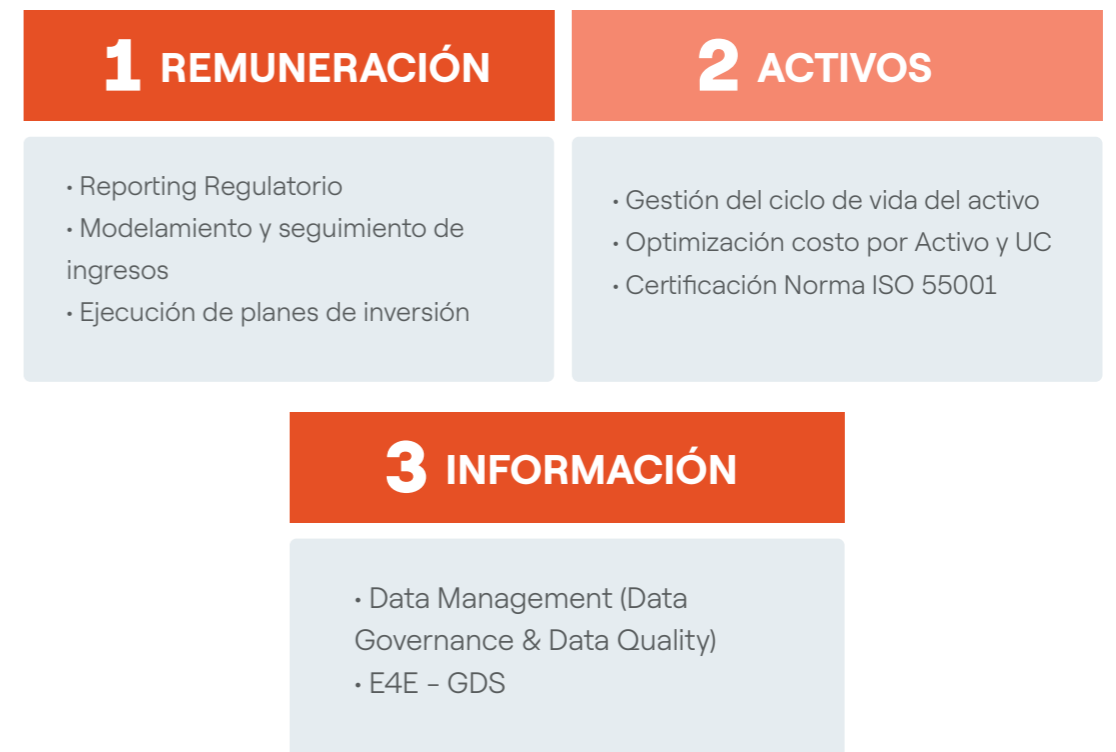 1 REMUNERACIÓN
• Reporting Regulatorio
• Modelamiento y seguimiento de
ingresos
• Ejecución de planes de inversión
2 ACTIVOS
• Gestión del ciclo de vida del activo
• Optimización costo por Activo y UC
• Certificación Norma ISO 55001
3 INFORMACIÓN
• Data Management (Data
Governance & Data Quality)
• E4E - GDS